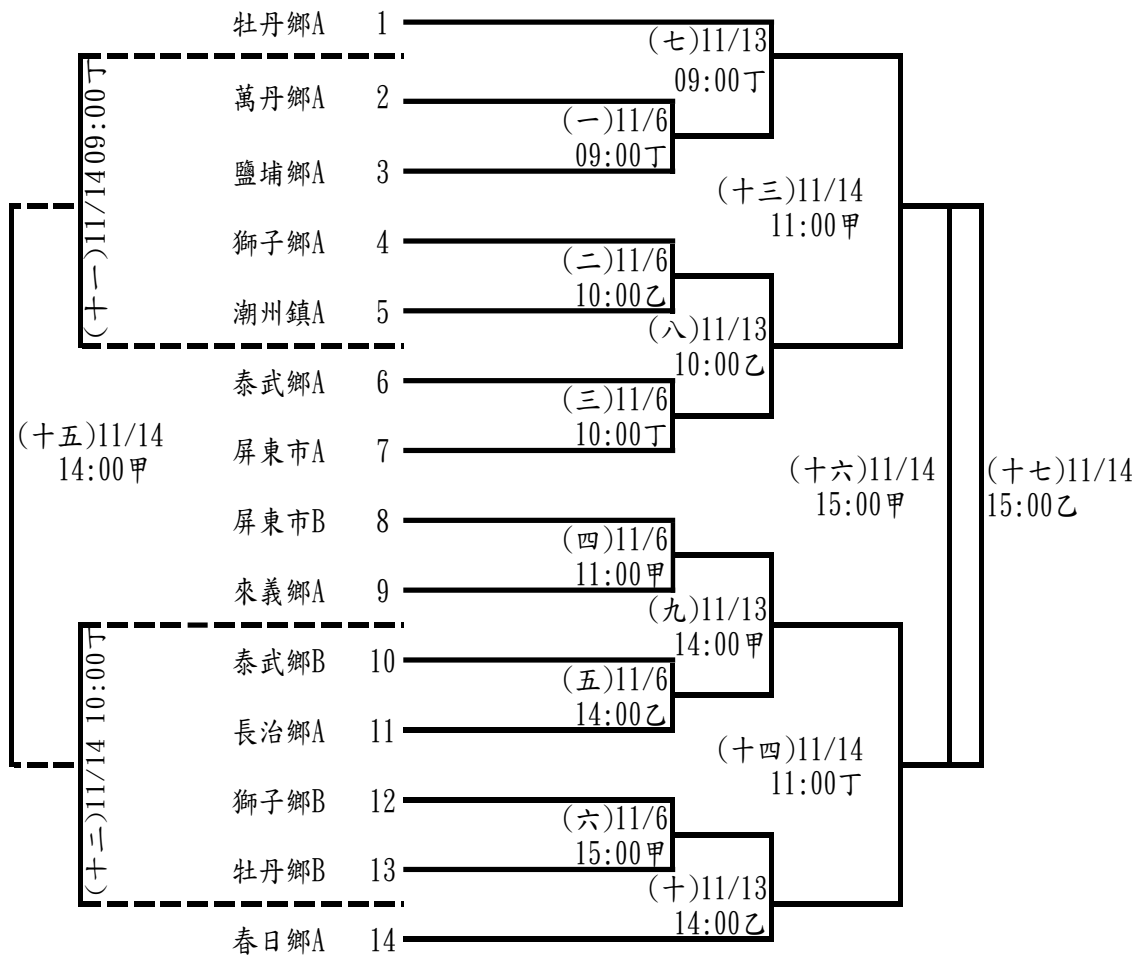 牡丹鄉A 1
(七)11/13
09:00丁
萬丹鄉A 2
(一)11/6
09:00丁
鹽埔鄉A 3
(十一)11/14 09:00丁
(十三)11/14
11:00甲
獅子鄉A 4
(二)11/6
10:00乙
潮州鎮A 5
(八)11/13
10:00乙
泰武鄉A 6
(三)11/6
10:00丁
屏東市A 7
(十五)11/14
14:00甲
(十六)11/14
15:00甲
(十七)11/14
15:00乙
屏東市B 8
(四)11/6
11:00甲
來義鄉A 9
(九)11/13
14:00甲
泰武鄉B 10
(五)11/6
14:00乙
長治鄉A 11
(十二)11/14 10:00丁
(十四)11/14
11:00丁
獅子鄉B 12
(六)11/6
15:00甲
牡丹鄉B 13
(十)11/13
14:00乙
春日鄉A 14